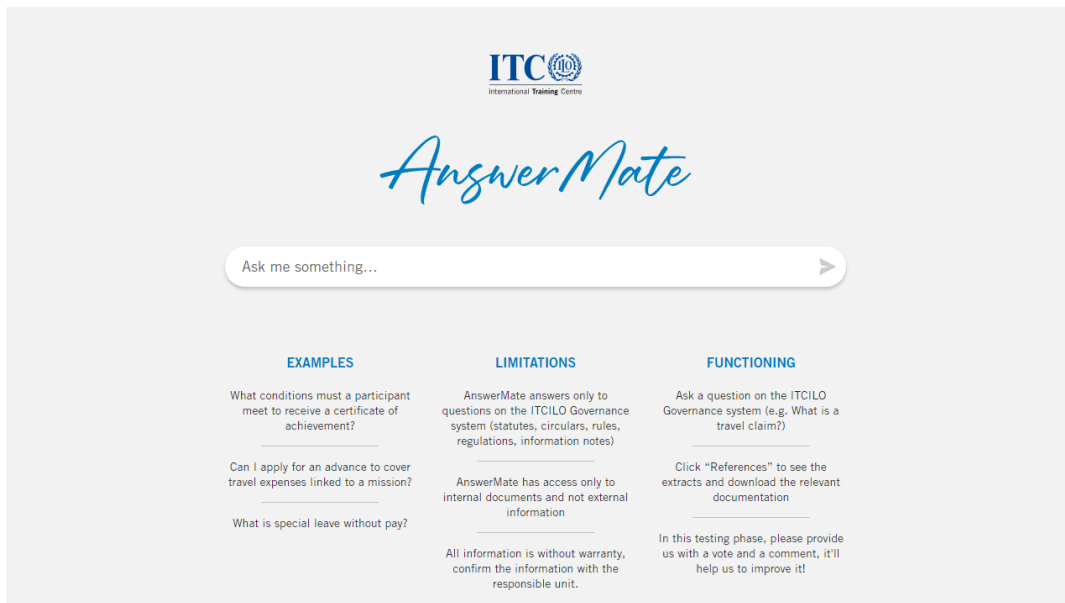 ITC
International Training Centre
AnswerMate
Ask me something...
EXAMPLES
What conditions must a participant
meet to receive a certificate of
achievement?
Can I apply for an advance to cover
travel expenses linked to a mission?
What is special leave without pay?
LIMITATIONS
AnswerMate answers only to
questions on the ITCILO Governance
system (statutes, circulars, rules,
regulations, information notes)
AnswerMate has access only to
internal documents and not external
information
All information is without warranty,
confirm the information with the
responsible unit.
FUNCTIONING
Ask a question on the ITCILO
Governance system (e.g. What is a
travel claim?)
Click “References” to see the
extracts and download the relevant
documentation
In this testing phase, please provide
us with a vote and a comment, it'll
help us to improve it!